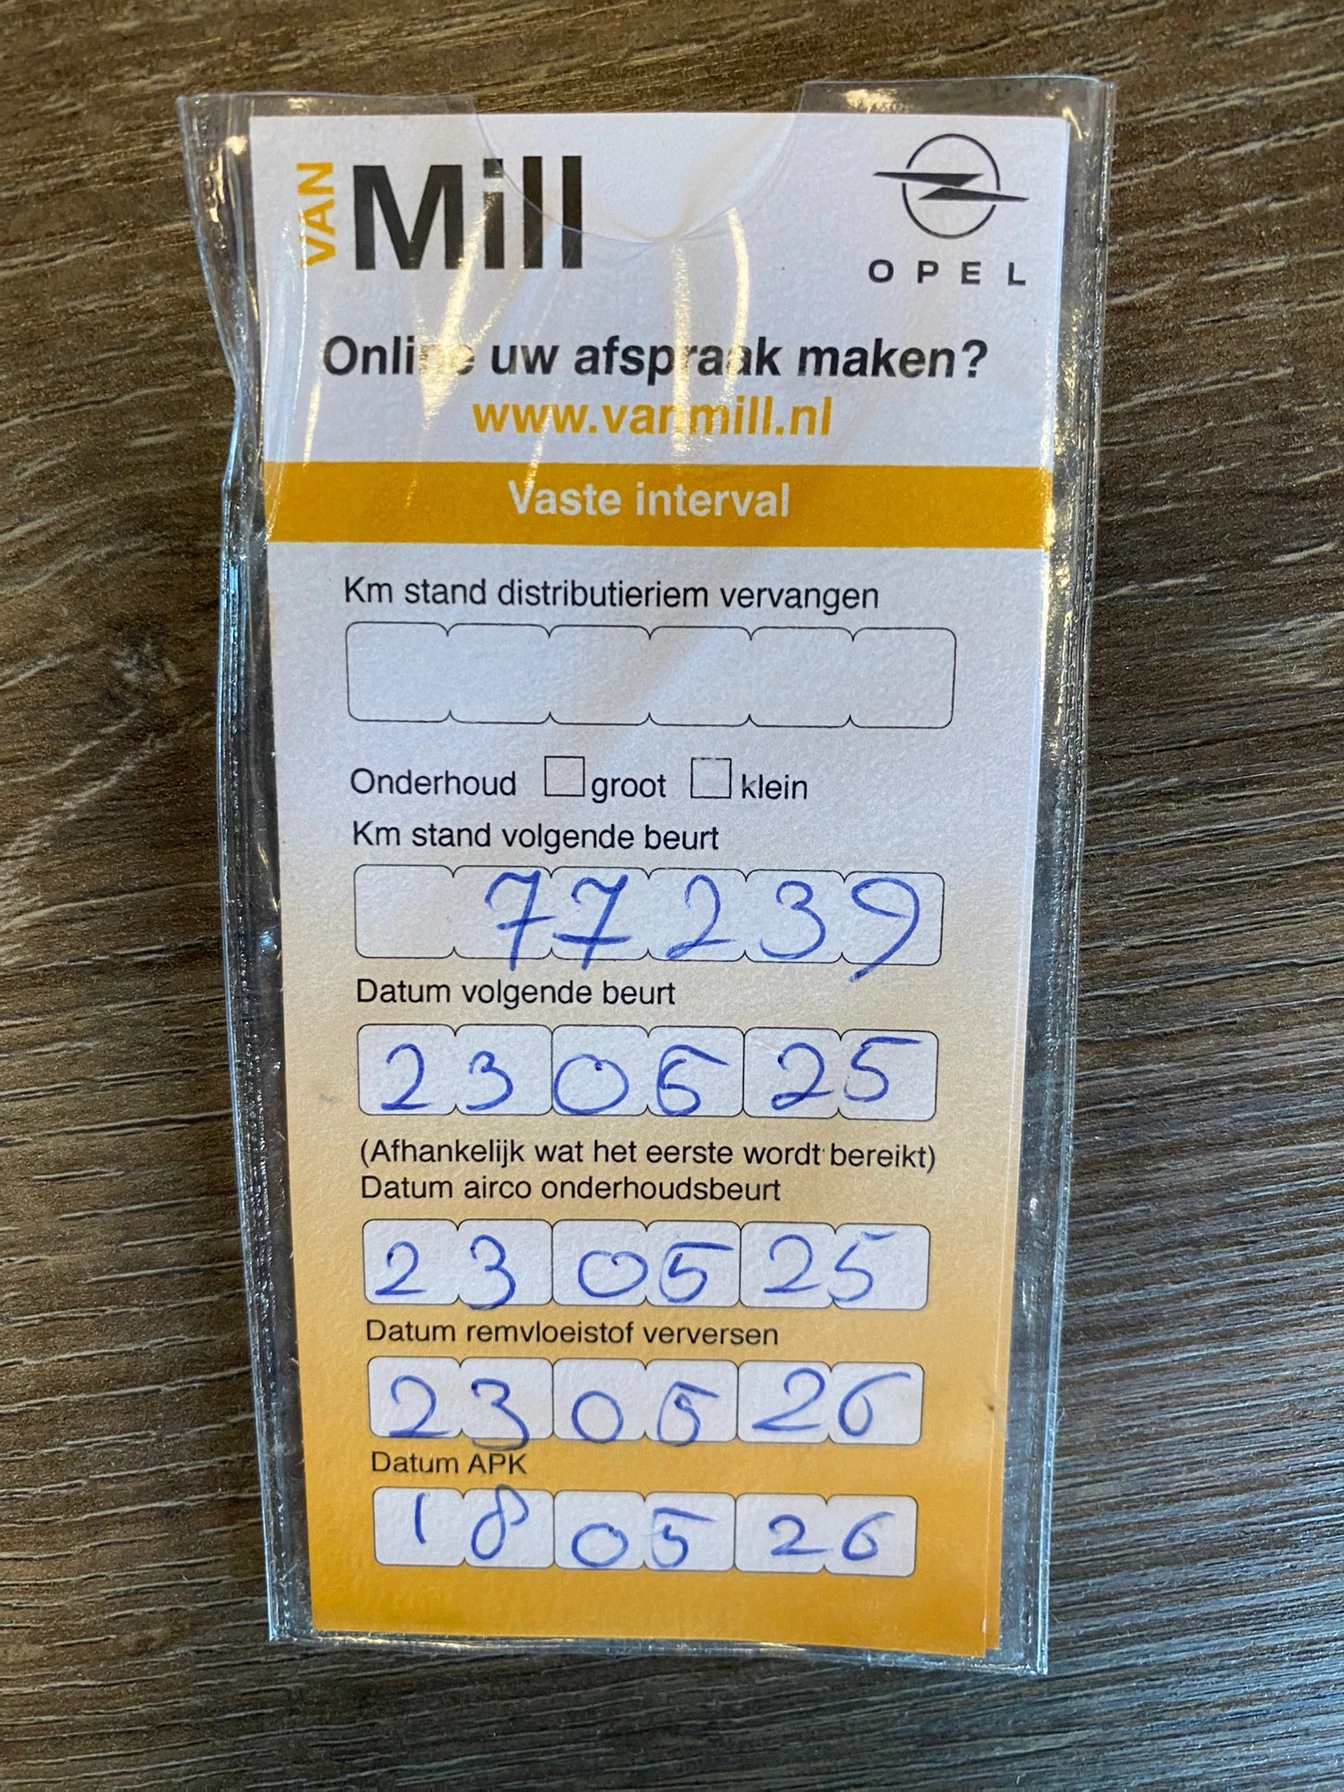 VAN Mill
OPEL
Online uw afspraak maken?
www.vanmill.nl
Vaste interval
Km stand distributieriem vervangen
Onderhoud groot klein
Km stand volgende beurt
77239
Datum volgende beurt
23 05 25
(Afhankelijk wat het eerste wordt bereikt)
Datum airco onderhoudsbeurt
23 05 25
Datum remvloeistof verversen
23 05 26
Datum APK
18 05 26